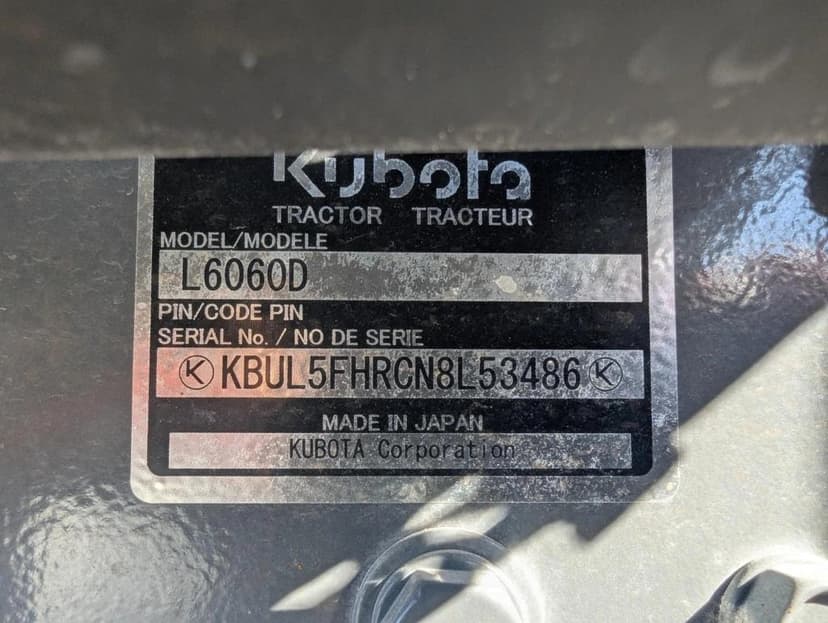 Kubota
TRACTOR TRACTEUR
MODEL/MODELE
L6060D
PIN/CODE PIN
SERIAL No. / NO DE SERIE
K KBUL5FHRCN8L53486 K
MADE IN JAPAN
KUBOTA Corporation